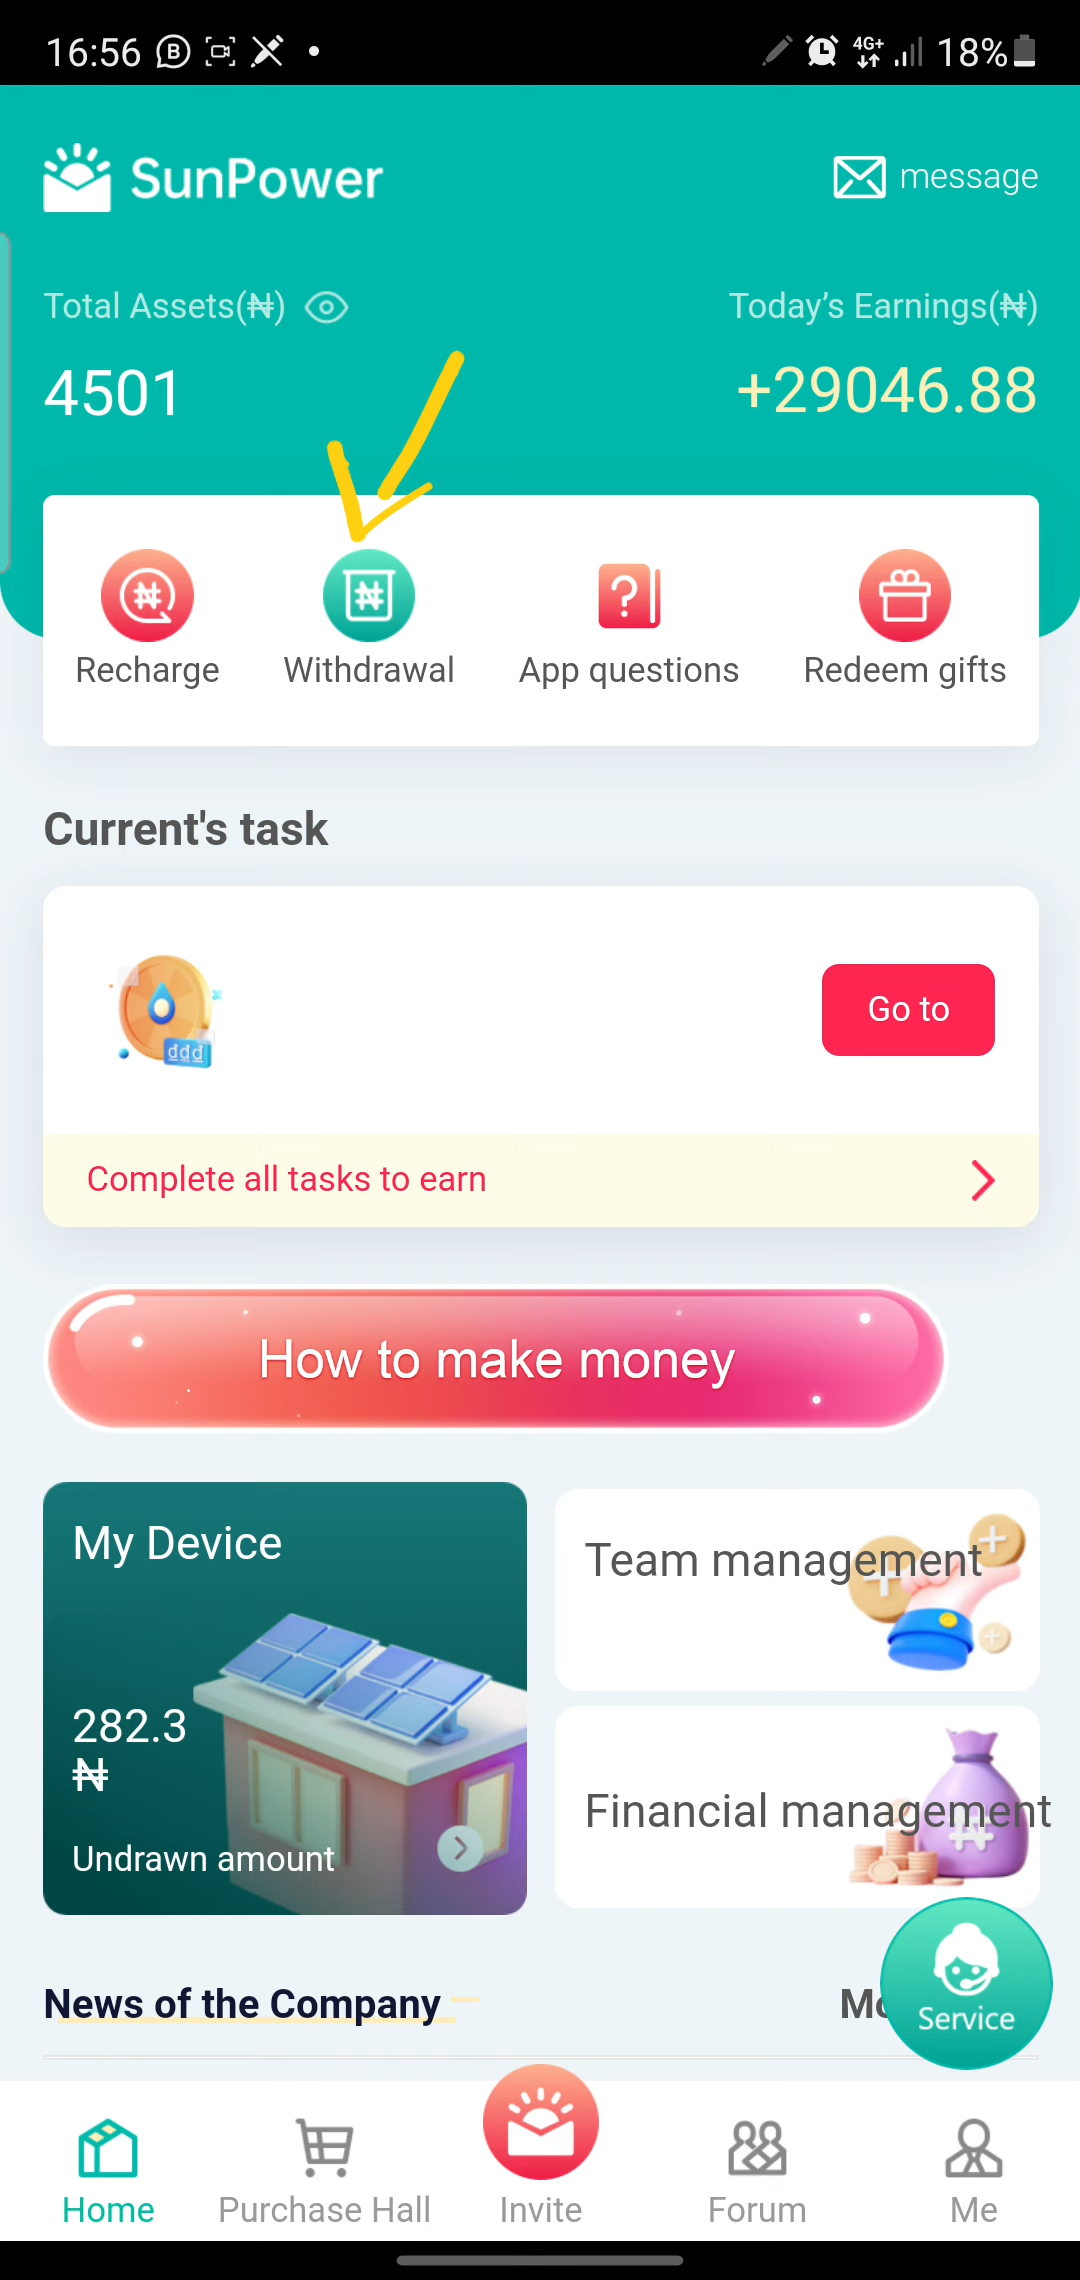 16:56
4G+ 18%
SunPower
message
Total Assets(₦)
Today’s Earnings(₦)
4501
+29046.88
Recharge
Withdrawal
App questions
Redeem gifts
Current's task
đđđ
Go to
Complete all tasks to earn
How to make money
My Device
282.3
₦
Undrawn amount
Team management
Financial management
News of the Company
Service
Home
Purchase Hall
Invite
Forum
Me